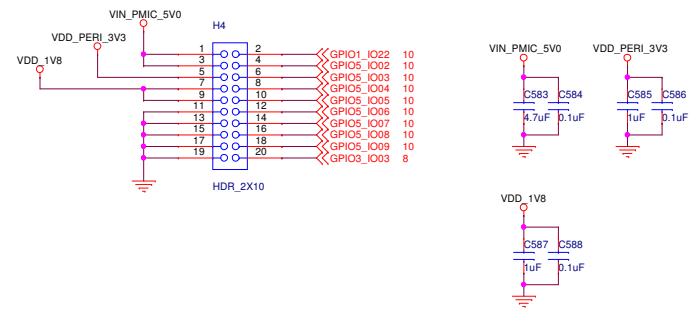 VIN_PMIC_5V0
H4
VDD_PERI_3V3
VDD_1V8
1 2 GPIO1_IO22 10
3 4 GPIO5_IO02 10
5 6 GPIO5_IO03 10
7 8 GPIO5_IO04 10
9 10 GPIO5_IO05 10
11 12 GPIO5_IO06 10
13 14 GPIO5_IO07 10
15 16 GPIO5_IO08 10
17 18 GPIO5_IO09 10
19 20 GPIO3_IO03 8
HDR_2X10
VIN_PMIC_5V0 VDD_PERI_3V3
C583 C584 C585 C586
4.7uF 0.1uF 1uF 0.1uF
VDD_1V8
C587 C588
1uF 0.1uF